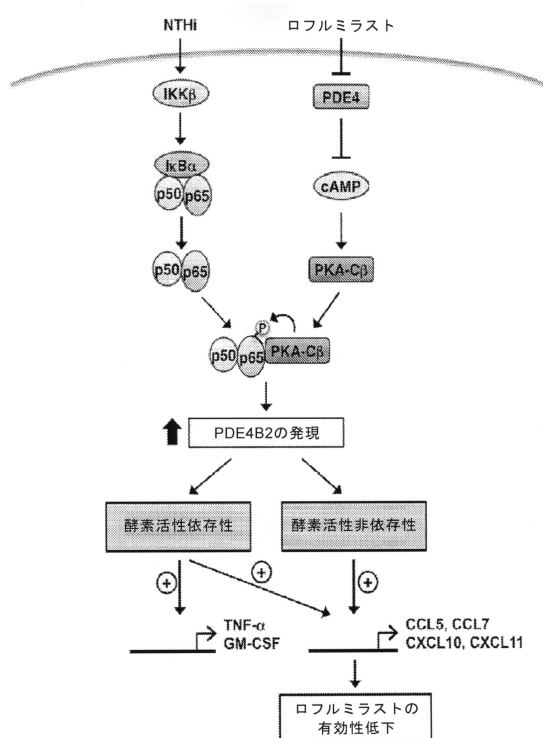 NTHi
ロフルミラスト
IKKβ
PDE4
IκBα
p50 p65
cAMP
p50 p65
PKA-Cβ
P
p50 p65 PKA-Cβ
PDE4B2の発現
酵素活性依存性
酵素活性非依存性
+
+
+
TNF-α
GM-CSF
CCL5, CCL7
CXCL10, CXCL11
ロフルミラストの
有効性低下